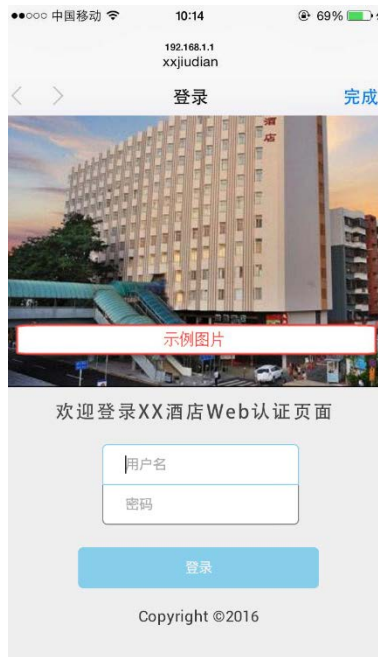 中国移动 10:14 69%
192.168.1.1
xxjiudian
登录 完成
酒店
示例图片
欢迎登录XX酒店Web认证页面
用户名
密码
登录
Copyright ©2016